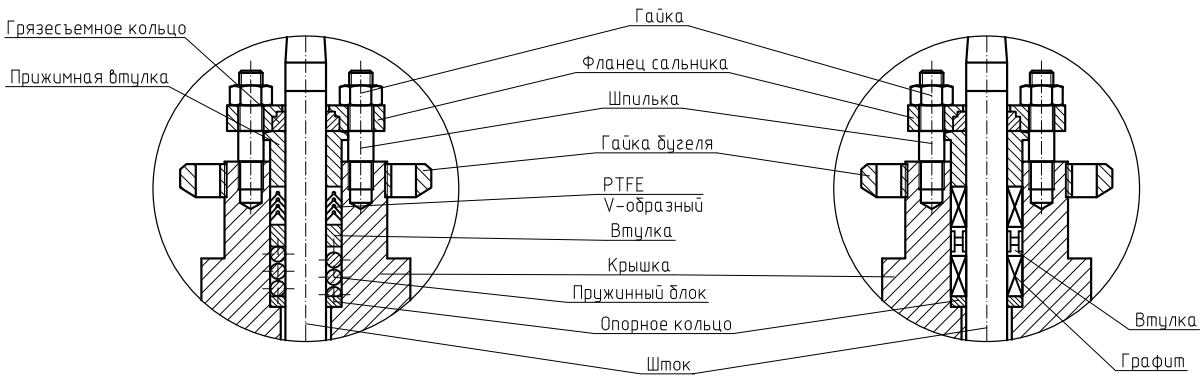 Грязесъемное кольцо
Прижимная втулка
Гайка
Фланец сальника
Шпилька
Гайка бугеля
PTFE
V-образный
Втулка
Крышка
Пружинный блок
Опорное кольцо
Шток
Втулка
Графит